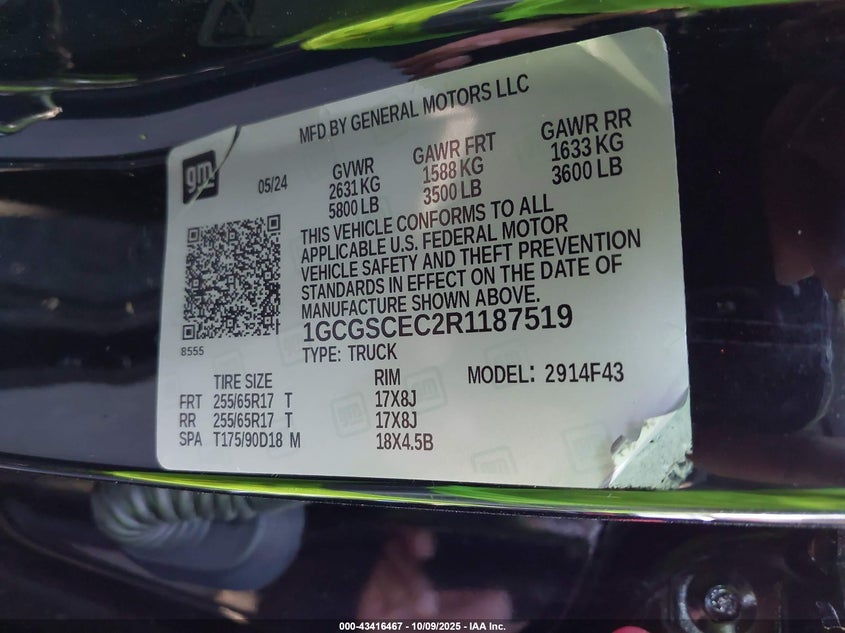 MFD BY GENERAL MOTORS LLC
gm
05/24
GVWR
2631 KG
5800 LB
GAWR FRT
1588 KG
3500 LB
GAWR RR
1633 KG
3600 LB
THIS VEHICLE CONFORMS TO ALL
APPLICABLE U.S. FEDERAL MOTOR
VEHICLE SAFETY AND THEFT PREVENTION
STANDARDS IN EFFECT ON THE DATE OF
MANUFACTURE SHOWN ABOVE.
1GCGSCEC2R1187519
8555
TYPE: TRUCK
MODEL: 2914F43
TIRE SIZE RIM
FRT 255/65R17 T 17X8J
RR 255/65R17 T 17X8J
SPA T175/90D18 M 18X4.5B
000-43416467 - 10/09/2025 - IAA Inc.